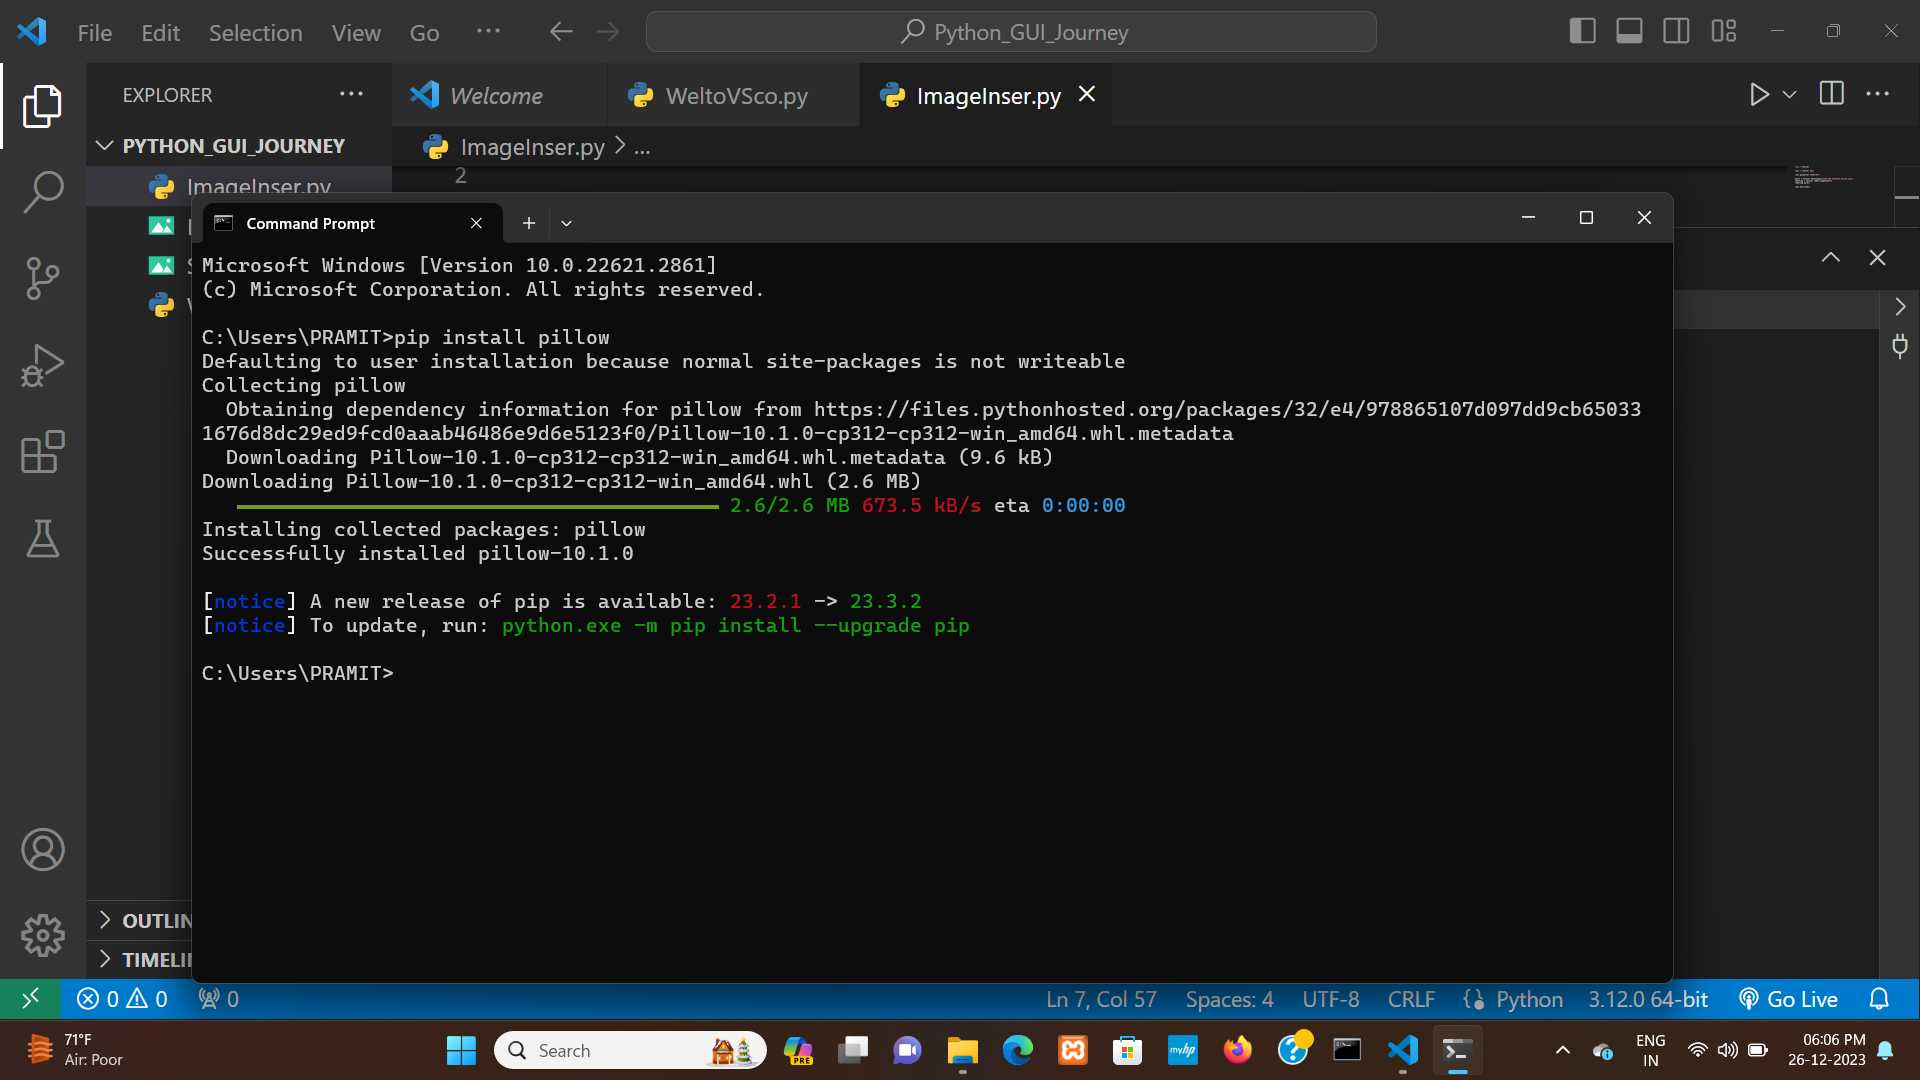 File Edit Selection View Go ··· Python_GUI_Journey
EXPLORER ···
Welcome WeltoVSco.py ImageInser.py
PYTHON_GUI_JOURNEY
ImageInser.py > ...
ImageInser.py
2
Command Prompt
Microsoft Windows [Version 10.0.22621.2861]
(c) Microsoft Corporation. All rights reserved.
C:\Users\PRAMIT>pip install pillow
Defaulting to user installation because normal site-packages is not writeable
Collecting pillow
Obtaining dependency information for pillow from https://files.pythonhosted.org/packages/32/e4/978865107d097dd9cb65033
1676d8dc29ed9fcd0aaab46486e9d6e5123f0/Pillow-10.1.0-cp312-cp312-win_amd64.whl.metadata
Downloading Pillow-10.1.0-cp312-cp312-win_amd64.whl.metadata (9.6 kB)
Downloading Pillow-10.1.0-cp312-cp312-win_amd64.whl (2.6 MB)
2.6/2.6 MB 673.5 kB/s eta 0:00:00
Installing collected packages: pillow
Successfully installed pillow-10.1.0
[notice] A new release of pip is available: 23.2.1 -> 23.3.2
[notice] To update, run: python.exe -m pip install --upgrade pip
C:\Users\PRAMIT>
OUTLIN
TIMELI
0 0 0 Ln 7, Col 57 Spaces: 4 UTF-8 CRLF Python 3.12.0 64-bit Go Live
71°F
Air: Poor
Search
PRE
myhp
ENG
IN
06:06 PM
26-12-2023